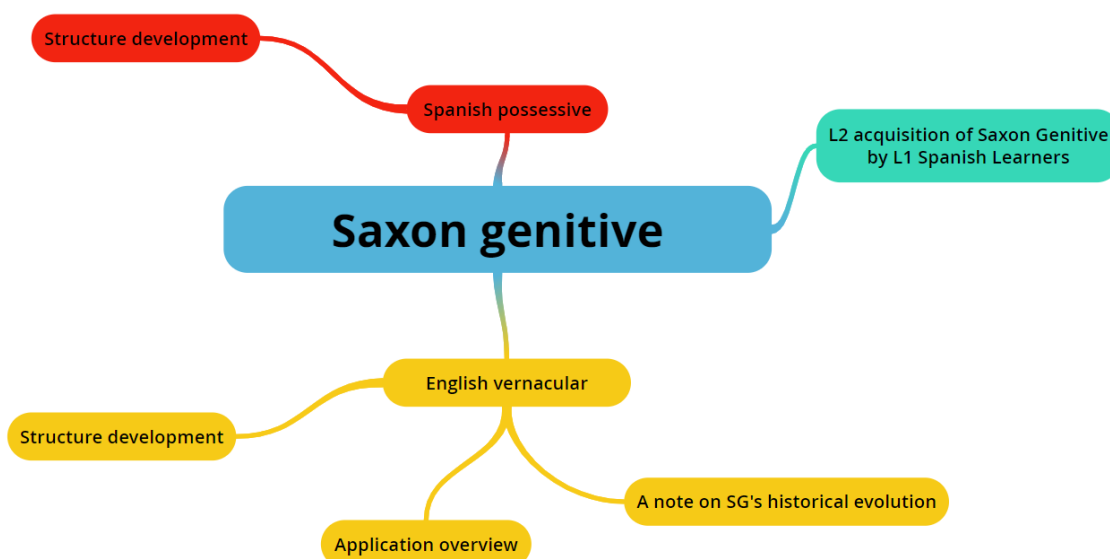 Structure development
Spanish possessive
L2 acquisition of Saxon Genitive
by L1 Spanish Learners
Saxon genitive
English vernacular
Structure development
A note on SG's historical evolution
Application overview